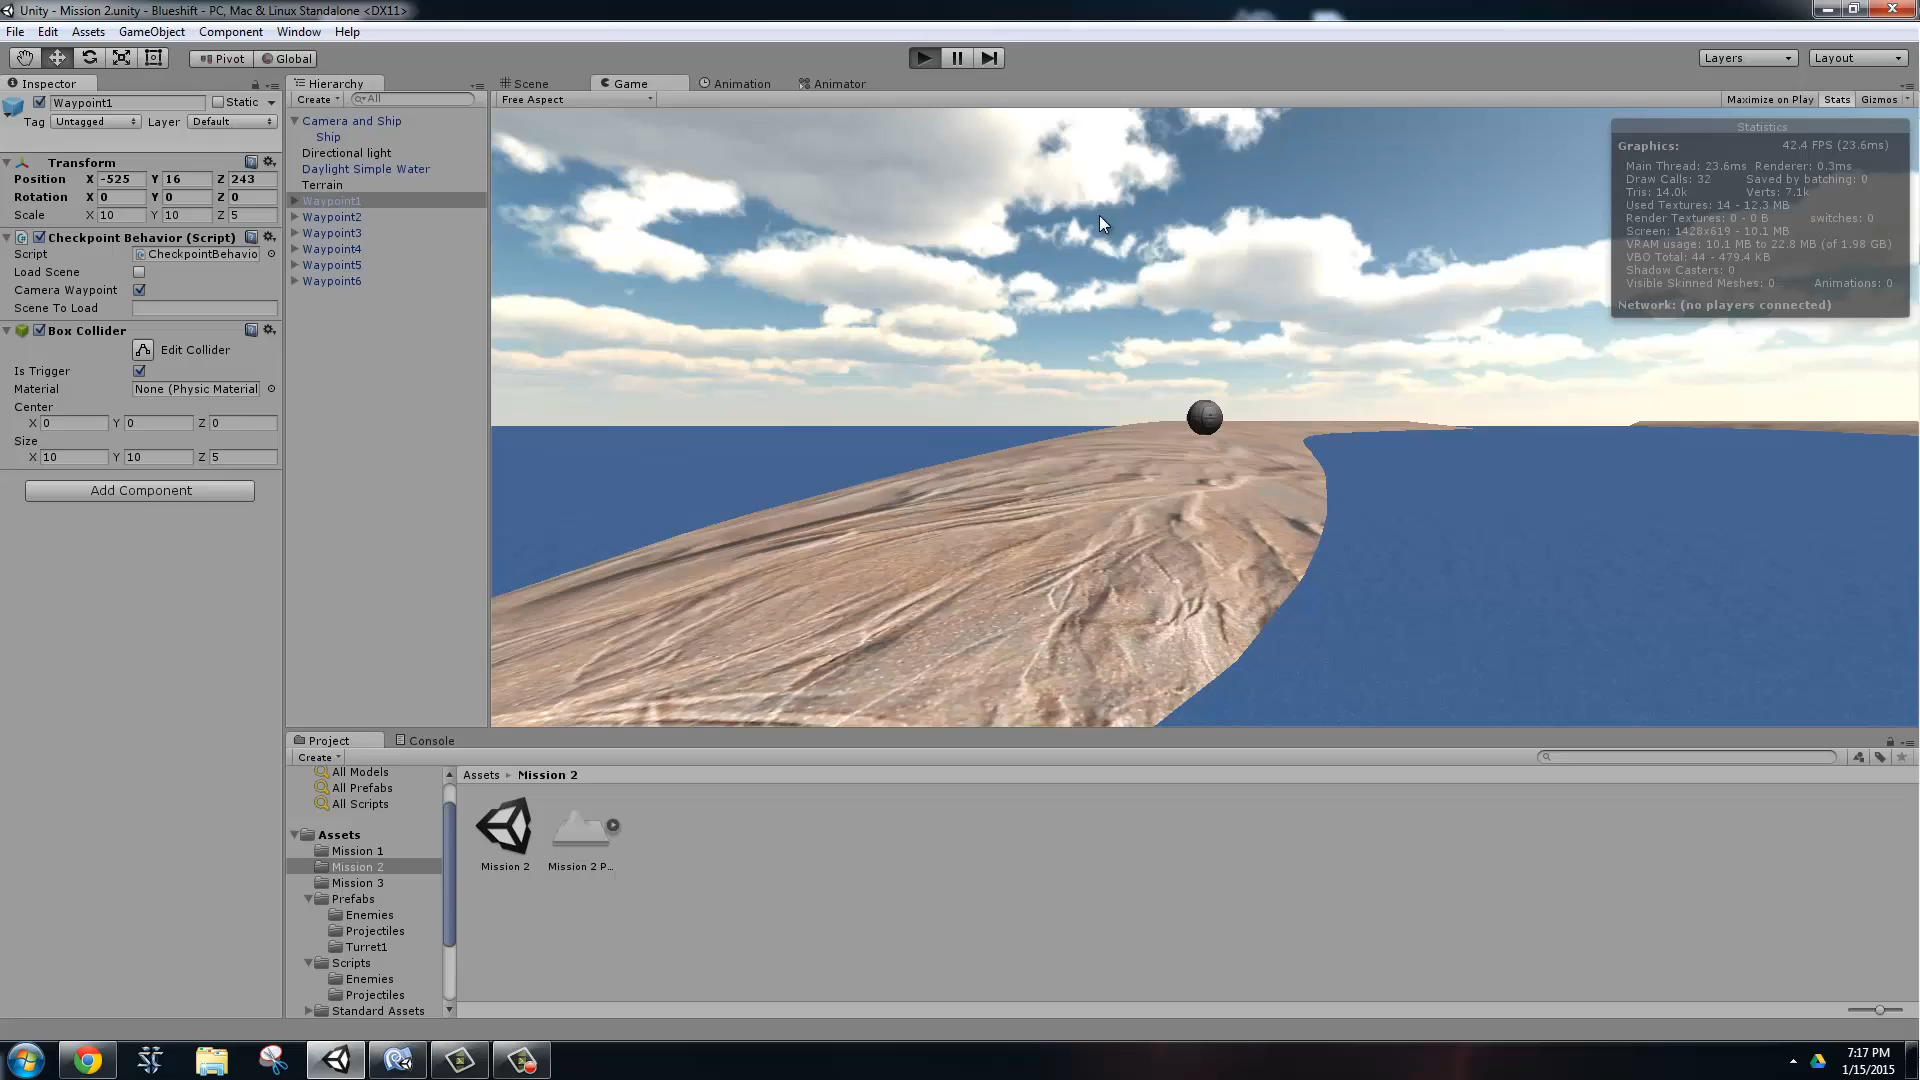 Unity - Mission 2.unity - Blueshift - PC, Mac & Linux Standalone <DX11>
File Edit Assets GameObject Component Window Help
Pivot Global Layers Layout
Inspector
Waypoint1 Static
Tag Untagged Layer Default
Transform
Position X -525 Y 16 Z 243
Rotation X 0 Y 0 Z 0
Scale X 10 Y 10 Z 5
Checkpoint Behavior (Script)
Script CheckpointBehavio
Load Scene
Camera Waypoint
Scene To Load
Box Collider
Edit Collider
Is Trigger
Material None (Physic Material
Center
X 0 Y 0 Z 0
Size
X 10 Y 10 Z 5
Add Component
Hierarchy
Create All
Camera and Ship
Ship
Directional light
Daylight Simple Water
Terrain
Waypoint1
Waypoint2
Waypoint3
Waypoint4
Waypoint5
Waypoint6
Scene Game Animation Animator
Free Aspect Maximize on Play Stats Gizmos
Statistics
Graphics: 42.4 FPS (23.6ms)
Main Thread: 23.6ms Renderer: 0.3ms
Draw Calls: 32 Saved by batching: 0
Tris: 14.0k Verts: 7.1k
Used Textures: 14 - 12.3 MB
Render Textures: 0 - 0 B switches: 0
Screen: 1428x619 - 10.1 MB
VRAM usage: 10.1 MB to 22.8 MB (of 1.98 GB)
VBO Total: 44 - 479.4 KB
Shadow Casters: 0
Visible Skinned Meshes: 0 Animations: 0
Network: (no players connected)
Project Console
Create
All Models
All Prefabs
All Scripts
Assets
Mission 1
Mission 2
Mission 3
Prefabs
Enemies
Projectiles
Turret1
Scripts
Enemies
Projectiles
Standard Assets
Assets Mission 2
Mission 2 Mission 2 P...
7:17 PM
1/15/2015